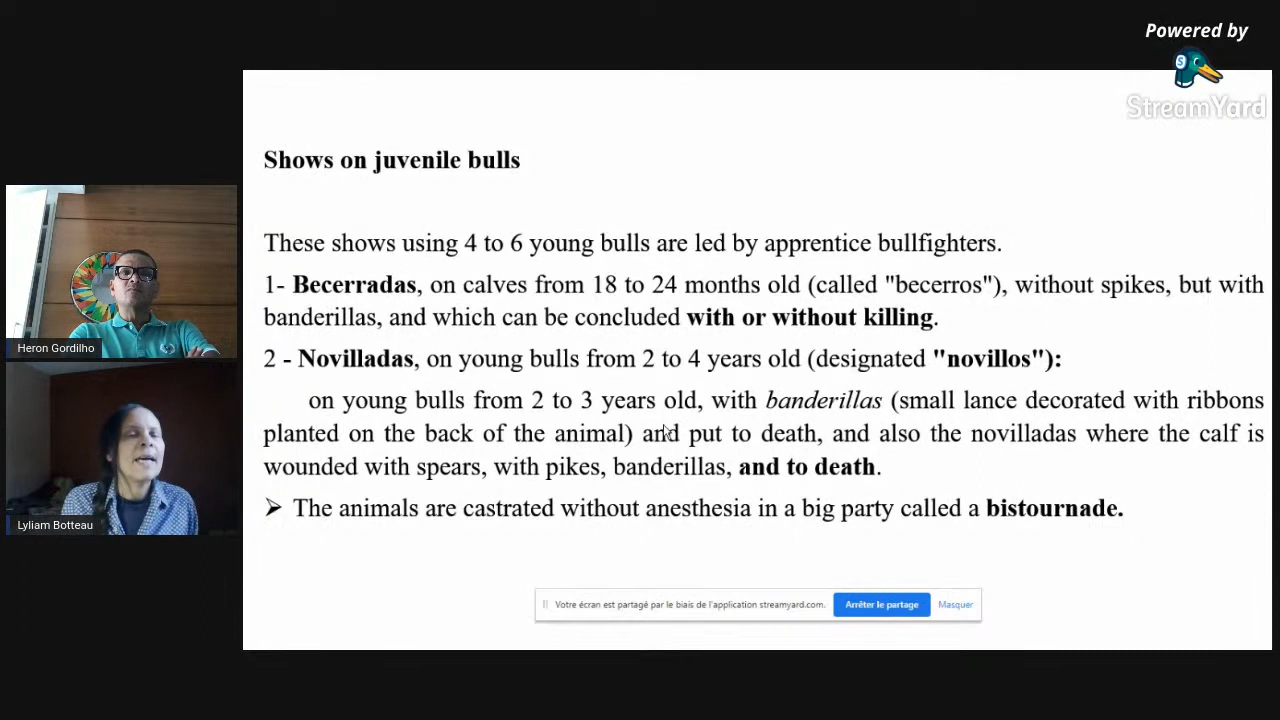 Powered by
StreamYard
Shows on juvenile bulls
These shows using 4 to 6 young bulls are led by apprentice bullfighters.
1- Becerradas, on calves from 18 to 24 months old (called "becerros"), without spikes, but with
banderillas, and which can be concluded with or without killing.
2 - Novilladas, on young bulls from 2 to 4 years old (designated "novillos"):
on young bulls from 2 to 3 years old, with banderillas (small lance decorated with ribbons
planted on the back of the animal) and put to death, and also the novilladas where the calf is
wounded with spears, with pikes, banderillas, and to death.
➢ The animals are castrated without anesthesia in a big party called a bistournade.
Heron Gordilho
Lyliam Botteau
Votre écran est partagé par le biais de l'application streamyard.com. Arrêter le partage Masquer